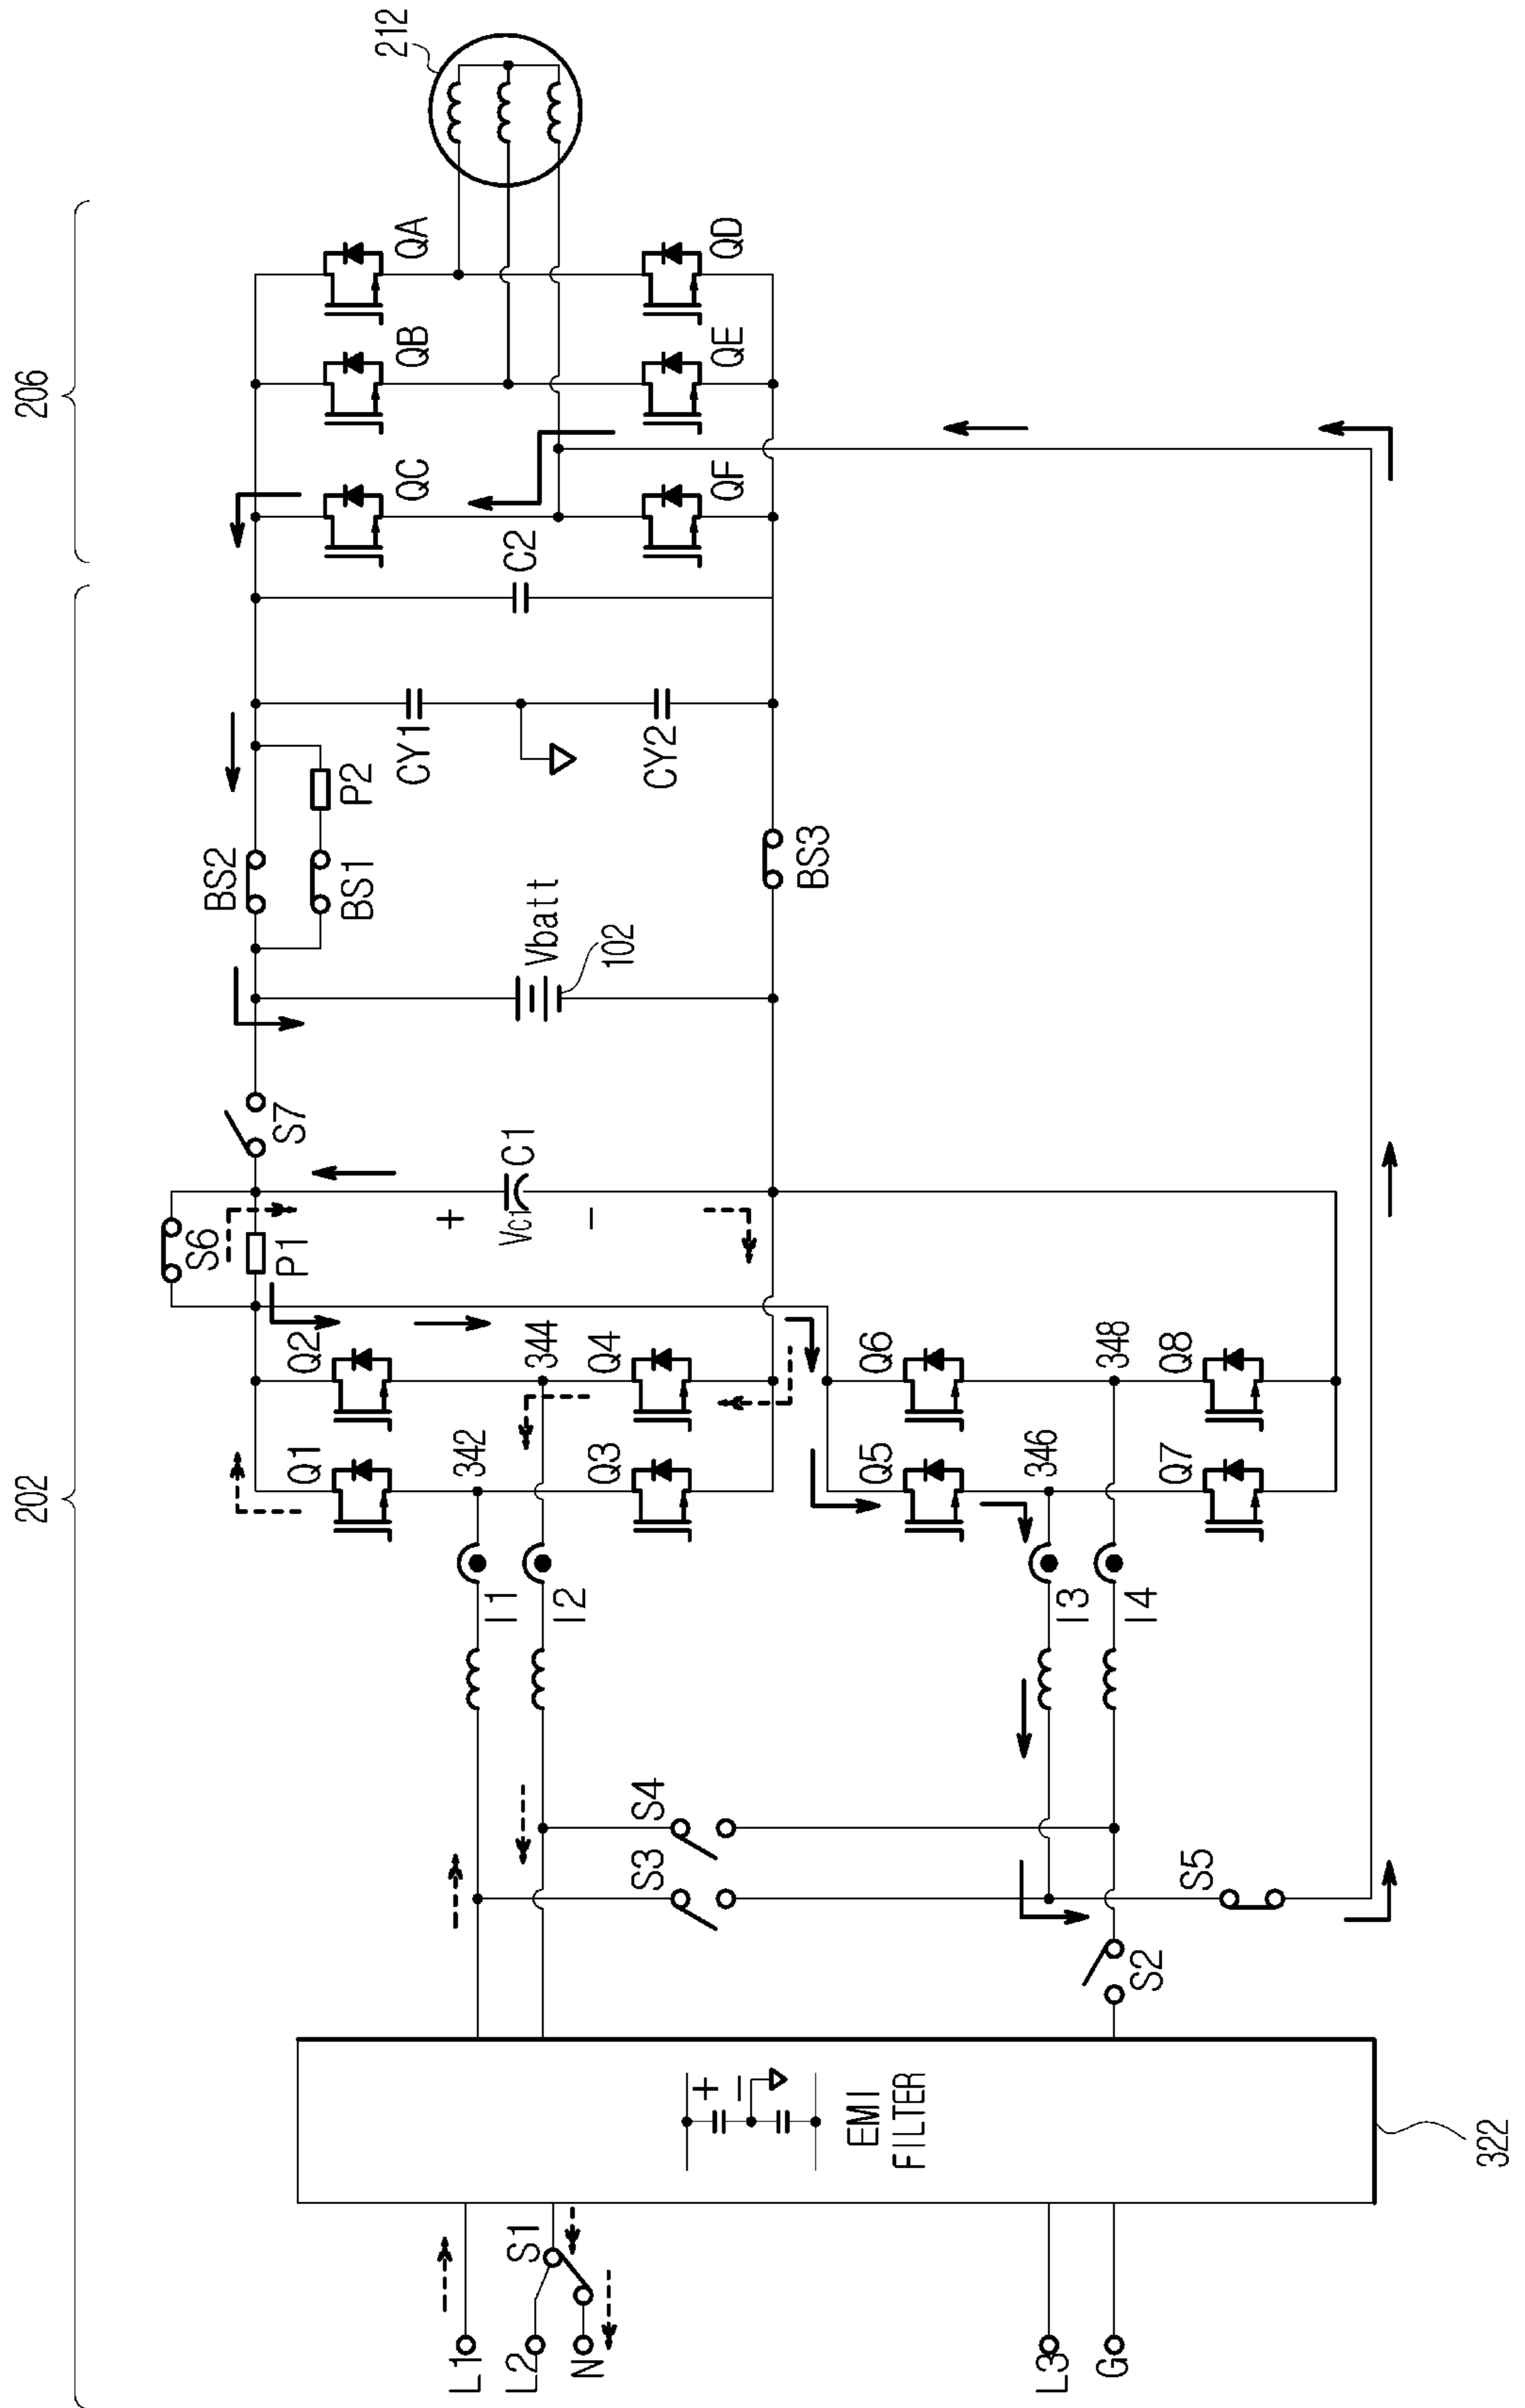 202
206
212
QA
QB
QC
QD
QE
QF
C2
CY1
CY2
P2
BS2
BS1
BS3
Vbatt
102
S7
C1
+
Vc1
−
S6
P1
Q2
344
Q4
Q1
342
Q3
Q6
348
Q8
Q5
346
Q7
I1
I2
I3
I4
S4
S3
S5
S2
+
−
EMI
FILTER
322
S1
L1
L2
N
L3
G